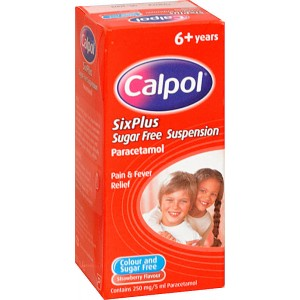 6+ years
Calpol®
SixPlus
Sugar Free Suspension
Paracetamol
Pain & Fever
Relief
Colour and
Sugar Free
Strawberry flavour
Contains 250 mg/5 ml Paracetamol